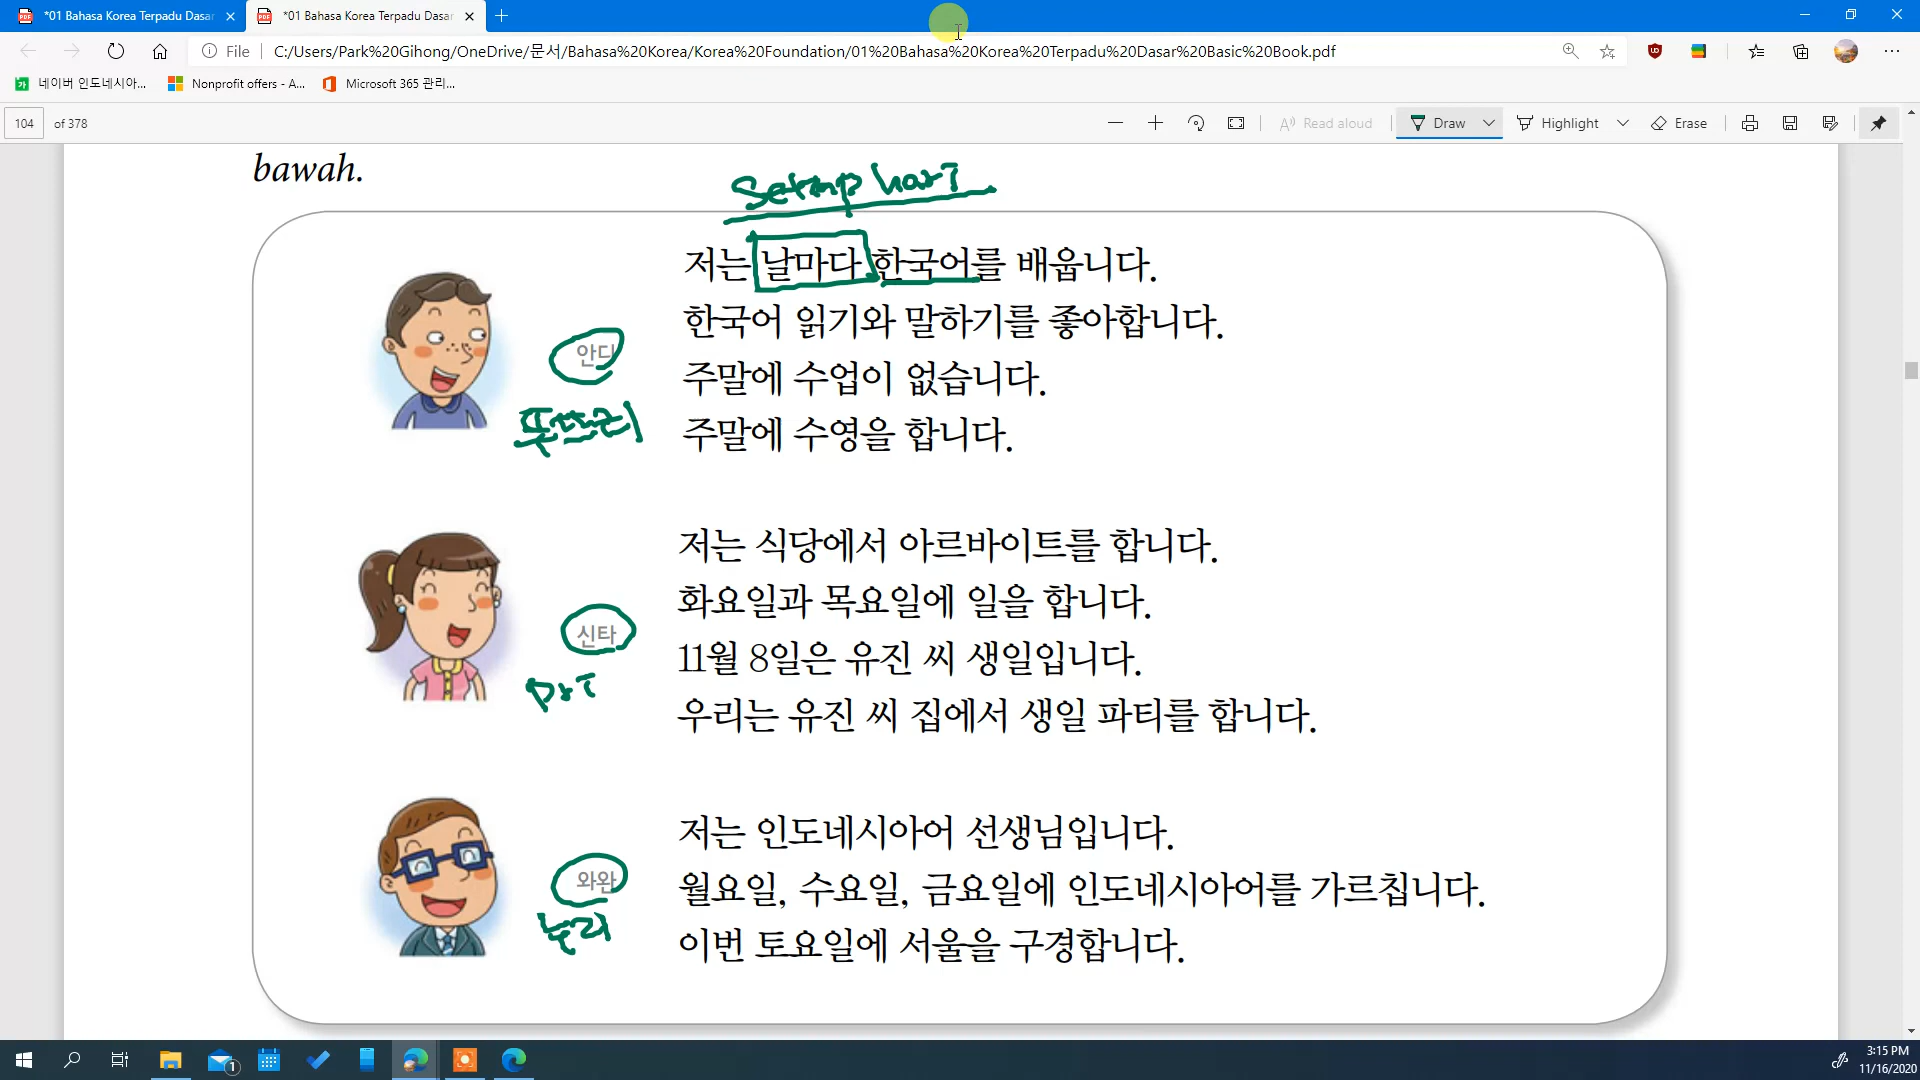 *01 Bahasa Korea Terpadu Dasar
*01 Bahasa Korea Terpadu Dasar
File
C:/Users/Park%20Gihong/OneDrive/문서/Bahasa%20Korea/Korea%20Foundation/01%20Bahasa%20Korea%20Terpadu%20Dasar%20Basic%20Book.pdf
네이버 인도네시아...
Nonprofit offers - A...
Microsoft 365 관리...
104 of 378
Read aloud
Draw
Highlight
Erase
bawah.
Setiap hari
저는 날마다 한국어를 배웁니다.
한국어 읽기와 말하기를 좋아합니다.
안디
주말에 수업이 없습니다.
주말에 수영을 합니다.
저는 식당에서 아르바이트를 합니다.
화요일과 목요일에 일을 합니다.
신타
11월 8일은 유진 씨 생일입니다.
우리는 유진 씨 집에서 생일 파티를 합니다.
저는 인도네시아어 선생님입니다.
와완
월요일, 수요일, 금요일에 인도네시아어를 가르칩니다.
누리
이번 토요일에 서울을 구경합니다.
1
3:15 PM
11/16/2020